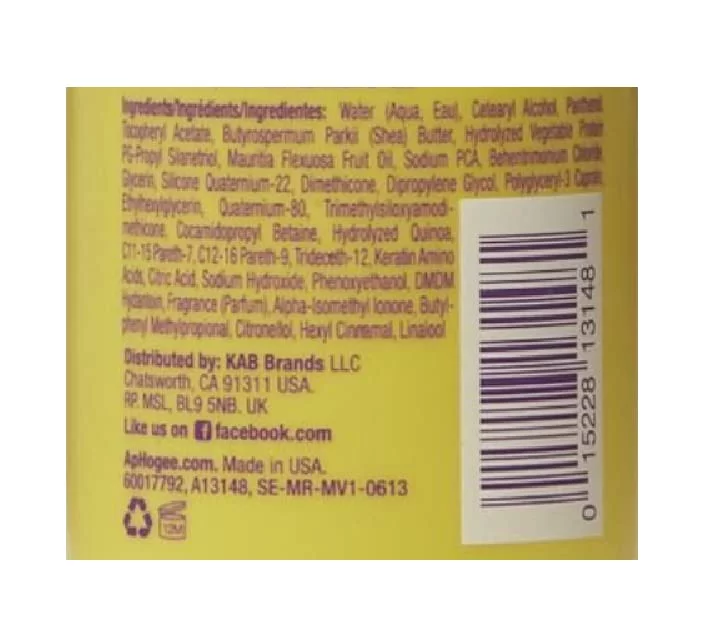 Ingredients/Ingrédients/Ingredientes: Water (Aqua, Eau), Cetearyl Alcohol, Panthenol
Tocopheryl Acetate, Butyrospermum Parkii (Shea) Butter, Hydrolyzed Vegetable Protein
PG-Propyl Silanetriol, Mauritia Flexuosa Fruit Oil, Sodium PCA, Behentrimonium Chloride
Glycerin, Silicone Quaternium-22, Dimethicone, Dipropylene Glycol, Polyglyceryl-3 Caprate
Ethylhexylglycerin, Quaternium-80, Trimethylsiloxyamodi-
methicone, Cocamidopropyl Betaine, Hydrolyzed Quinoa,
C11-15 Pareth-7, C12-16 Pareth-9, Trideceth-12, Keratin Amino
Acids, Citric Acid, Sodium Hydroxide, Phenoxyethanol, DMDM
Hydantoin, Fragrance (Parfum), Alpha-Isomethyl Ionone, Butyl-
phenyl Methylpropional, Citronellol, Hexyl Cinnamal, Linalool
Distributed by: KAB Brands LLC
Chatsworth, CA 91311 USA.
RP. MSL, BL9 5NB. UK
Like us on f facebook.com
ApHogee.com. Made in USA.
60017792, A13148, SE-MR-MV1-0613
12M
0 15228 13148 1